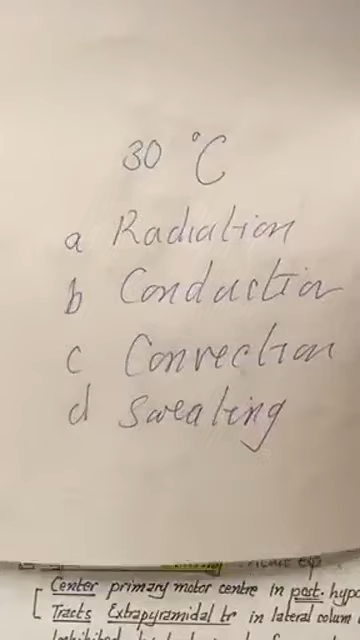 30 °C
a Radiation
b Conduction
c Convection
d Sweating
Center primary motor centre in post. hypo
Tracts Extrapyramidal tr in lateral colum